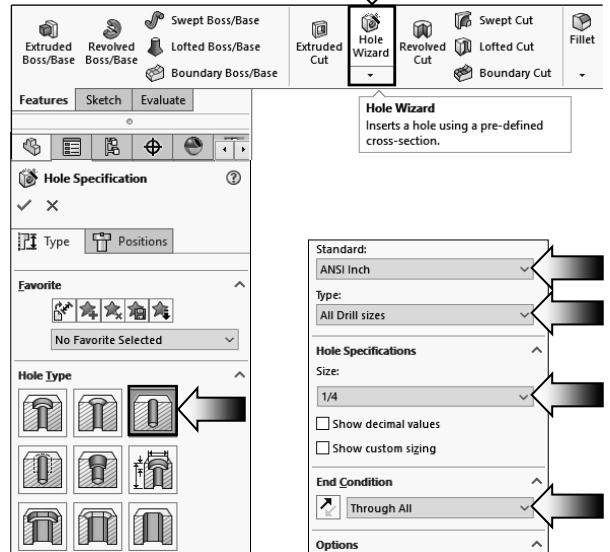 Extruded Boss/Base
Revolved Boss/Base
Swept Boss/Base
Lofted Boss/Base
Boundary Boss/Base
Extruded Cut
Hole Wizard
Revolved Cut
Swept Cut
Lofted Cut
Boundary Cut
Fillet
Features Sketch Evaluate
Hole Wizard
Inserts a hole using a pre-defined
cross-section.
Hole Specification
Type Positions
Favorite
No Favorite Selected
Hole Type
Standard:
ANSI Inch
Type:
All Drill sizes
Hole Specifications
Size:
1/4
Show decimal values
Show custom sizing
End Condition
Through All
Options